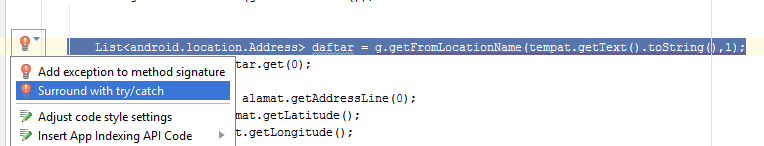 List<android.location.Address> daftar = g.getFromLocationName(tempat.getText().toString(),1);
Add exception to method signature
tar.get(0);
Surround with try/catch
alamat.getAddressLine(0);
Adjust code style settings
mat.getLatitude();
Insert App Indexing API Code
t.getLongitude();